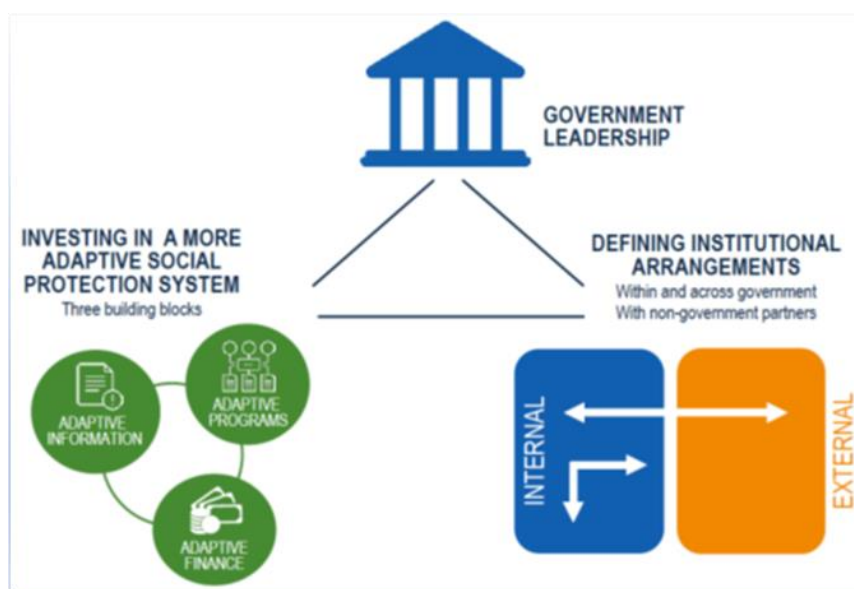 GOVERNMENT
LEADERSHIP
INVESTING IN A MORE
ADAPTIVE SOCIAL
PROTECTION SYSTEM
Three building blocks
DEFINING INSTITUTIONAL
ARRANGEMENTS
Within and across government
With non-government partners
ADAPTIVE
PROGRAMS
ADAPTIVE
INFORMATION
ADAPTIVE
FINANCE
INTERNAL
EXTERNAL